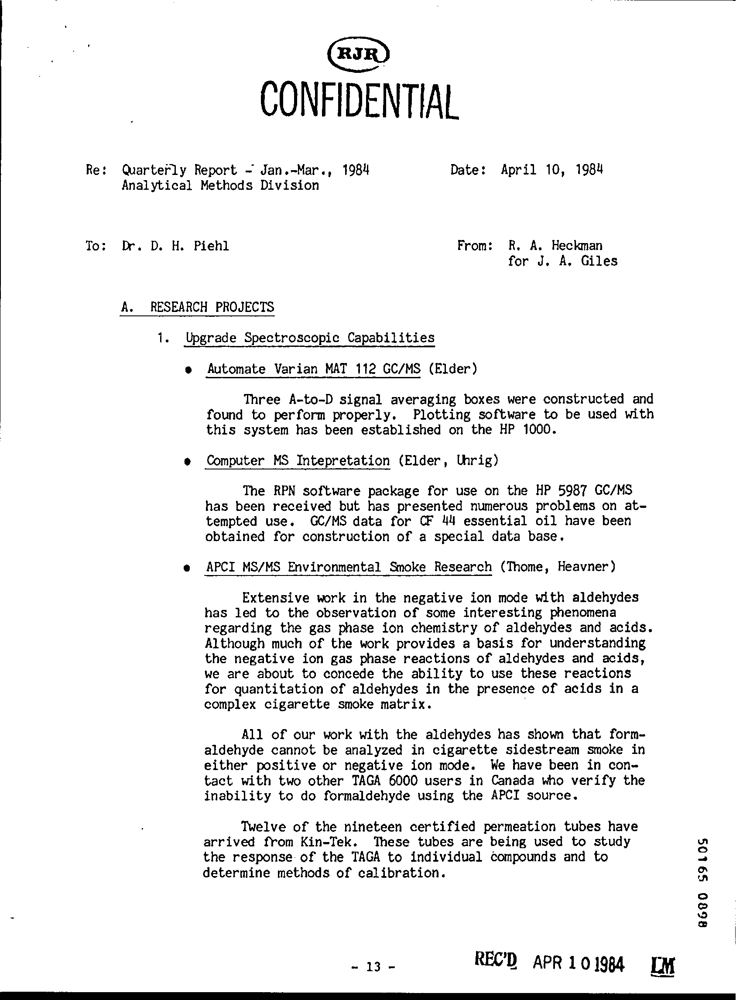 RJR
CONFIDENTIAL
Re: Quarterly Report - Jan.-Mar., 1984 Date: April 10, 1984
Analytical Methods Division
To: Dr. D. H. Piehl From: R. A. Heckman
for J. A. Giles
A. RESEARCH PROJECTS
1. Upgrade Spectroscopic Capabilities
• Automate Varian MAT 112 GC/MS (Elder)
Three A-to-D signal averaging boxes were constructed and
found to perform properly. Plotting software to be used with
this system has been established on the HP 1000.
• Computer MS Intepretation (Elder, Uhrig)
The RPN software package for use on the HP 5987 GC/MS
has been received but has presented numerous problems on at-
tempted use. GC/MS data for CF 44 essential oil have been
obtained for construction of a special data base.
• APCI MS/MS Environmental Smoke Research (Thome, Heavner)
Extensive work in the negative ion mode with aldehydes
has led to the observation of some interesting phenomena
regarding the gas phase ion chemistry of aldehydes and acids.
Although much of the work provides a basis for understanding
the negative ion gas phase reactions of aldehydes and acids,
we are about to concede the ability to use these reactions
for quantitation of aldehydes in the presence of acids in a
complex cigarette smoke matrix.
All of our work with the aldehydes has shown that form-
aldehyde cannot be analyzed in cigarette sidestream smoke in
either positive or negative ion mode. We have been in con-
tact with two other TAGA 6000 users in Canada who verify the
inability to do formaldehyde using the APCI source.
Twelve of the nineteen certified permeation tubes have
arrived from Kin-Tek. These tubes are being used to study
the response of the TAGA to individual compounds and to
determine methods of calibration.
50165 0898
- 13 - REC'D APR 10 1984 LM